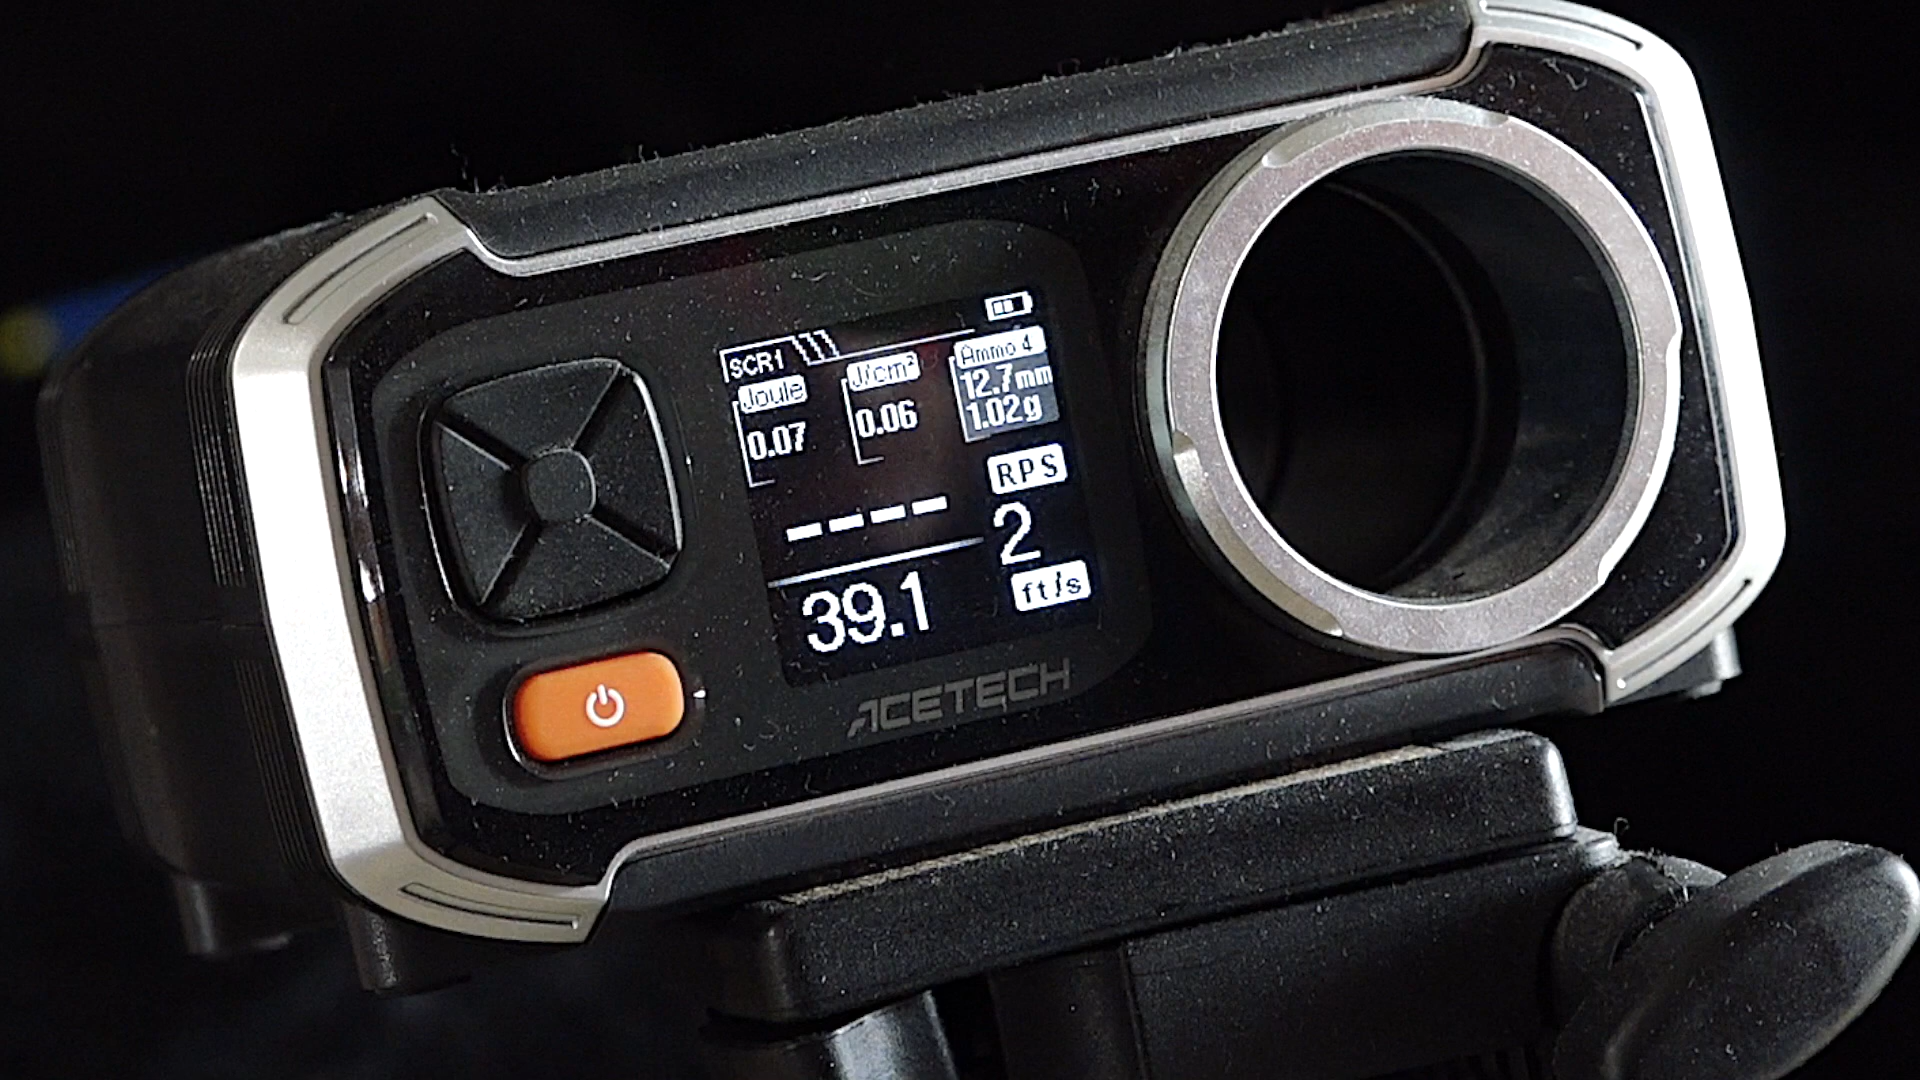 SCR1
Joule
0.07
J/cm²
0.06
Ammo 4
12.7mm
1.02g
RPS
2
----
39.1
ft/s
ACETECH